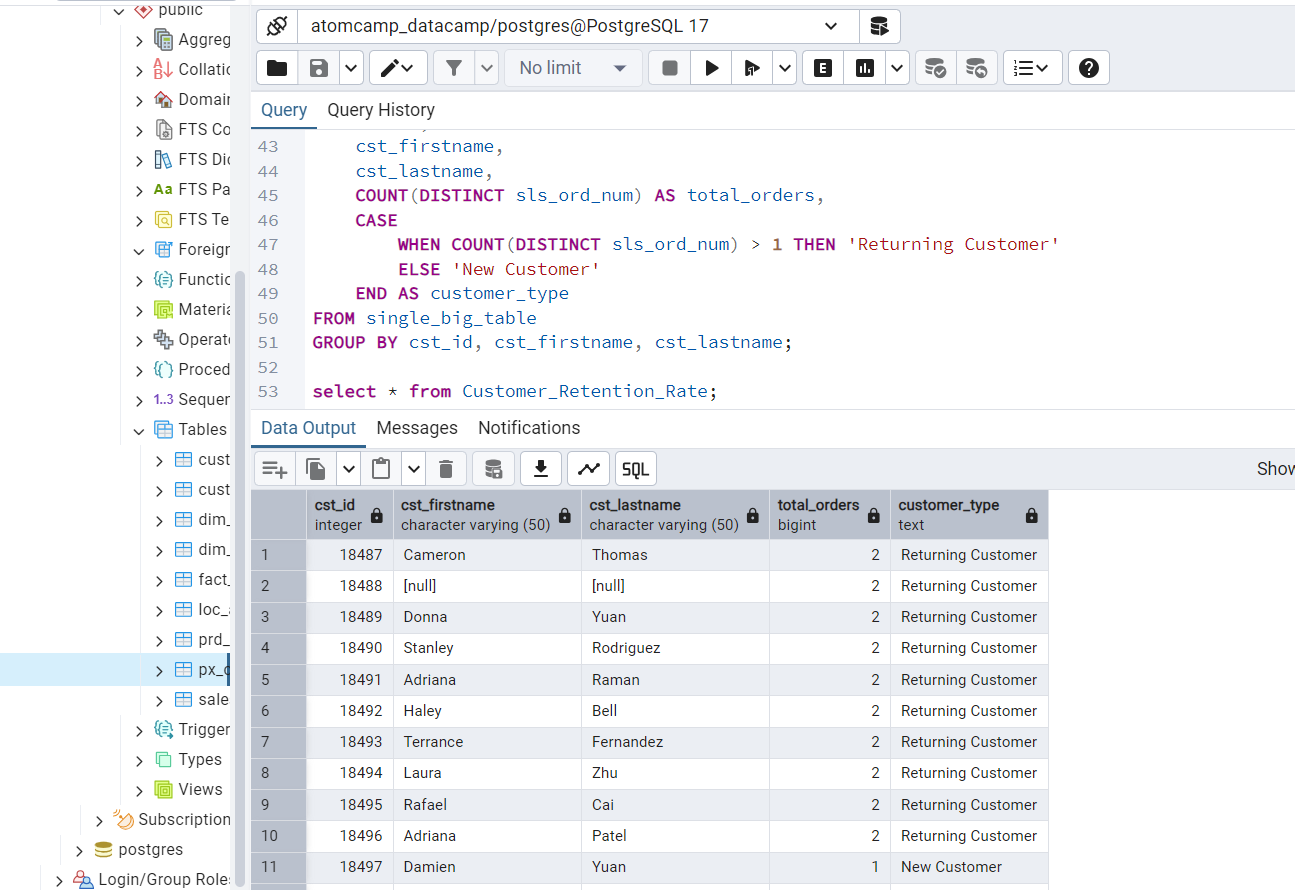 public
Aggreg
Collatic
Domair
FTS Co
FTS Dic
Aa FTS Pa
FTS Te
Foreigr
Functic
Materia
Operat
Proced
1..3 Sequer
Tables
cust
cust
dim_
dim_
fact_
loc_a
prd_
px_c
sale
Trigger
Types
Views
Subscription
postgres
Login/Group Role
atomcamp_datacamp/postgres@PostgreSQL 17
No limit
E
Query Query History
43 cst_firstname,
44 cst_lastname,
45 COUNT(DISTINCT sls_ord_num) AS total_orders,
46 CASE
47 WHEN COUNT(DISTINCT sls_ord_num) > 1 THEN 'Returning Customer'
48 ELSE 'New Customer'
49 END AS customer_type
50 FROM single_big_table
51 GROUP BY cst_id, cst_firstname, cst_lastname;
52
53 select * from Customer_Retention_Rate;
Data Output Messages Notifications
SQL Show
cst_id cst_firstname cst_lastname total_orders customer_type
integer character varying (50) character varying (50) bigint text
1 18487 Cameron Thomas 2 Returning Customer
2 18488 [null] [null] 2 Returning Customer
3 18489 Donna Yuan 2 Returning Customer
4 18490 Stanley Rodriguez 2 Returning Customer
5 18491 Adriana Raman 2 Returning Customer
6 18492 Haley Bell 2 Returning Customer
7 18493 Terrance Fernandez 2 Returning Customer
8 18494 Laura Zhu 2 Returning Customer
9 18495 Rafael Cai 2 Returning Customer
10 18496 Adriana Patel 2 Returning Customer
11 18497 Damien Yuan 1 New Customer